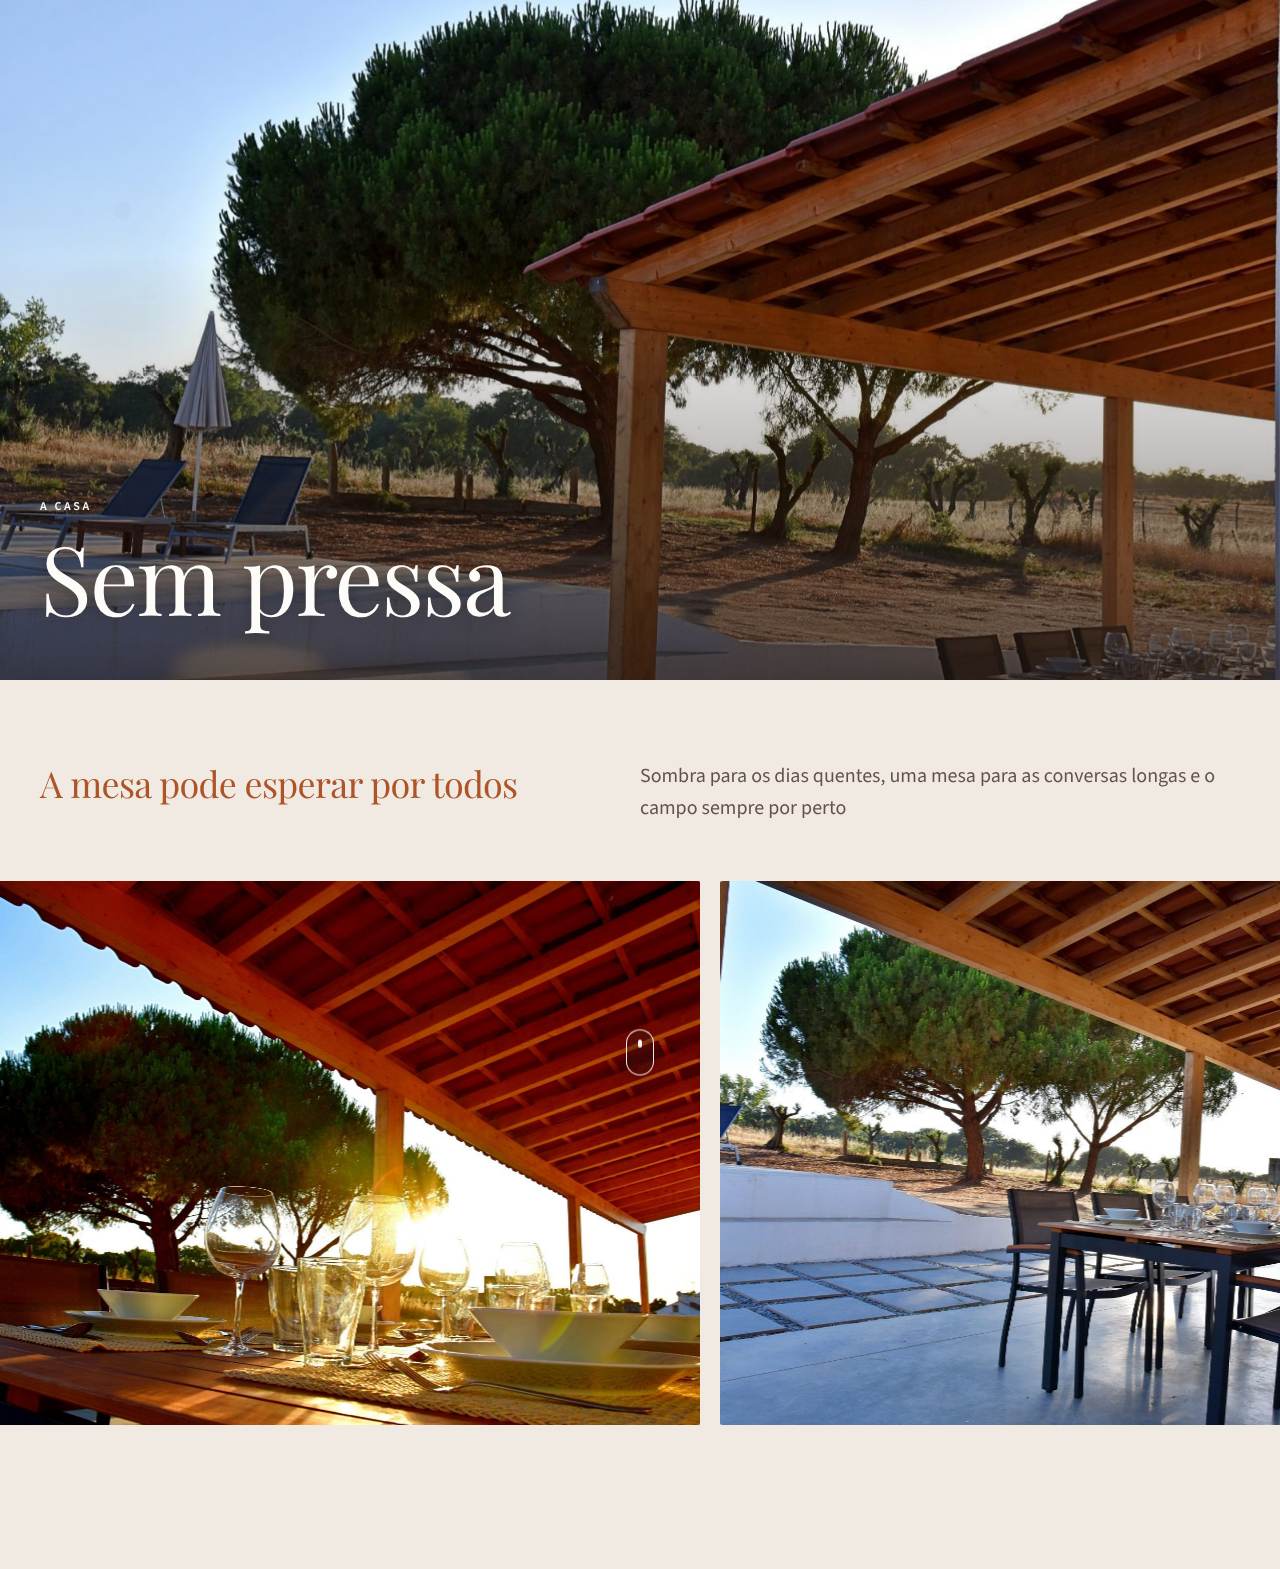 A CASA
Sem pressa
A mesa pode esperar por todos
Sombra para os dias quentes, uma mesa para as conversas longas e o
campo sempre por perto